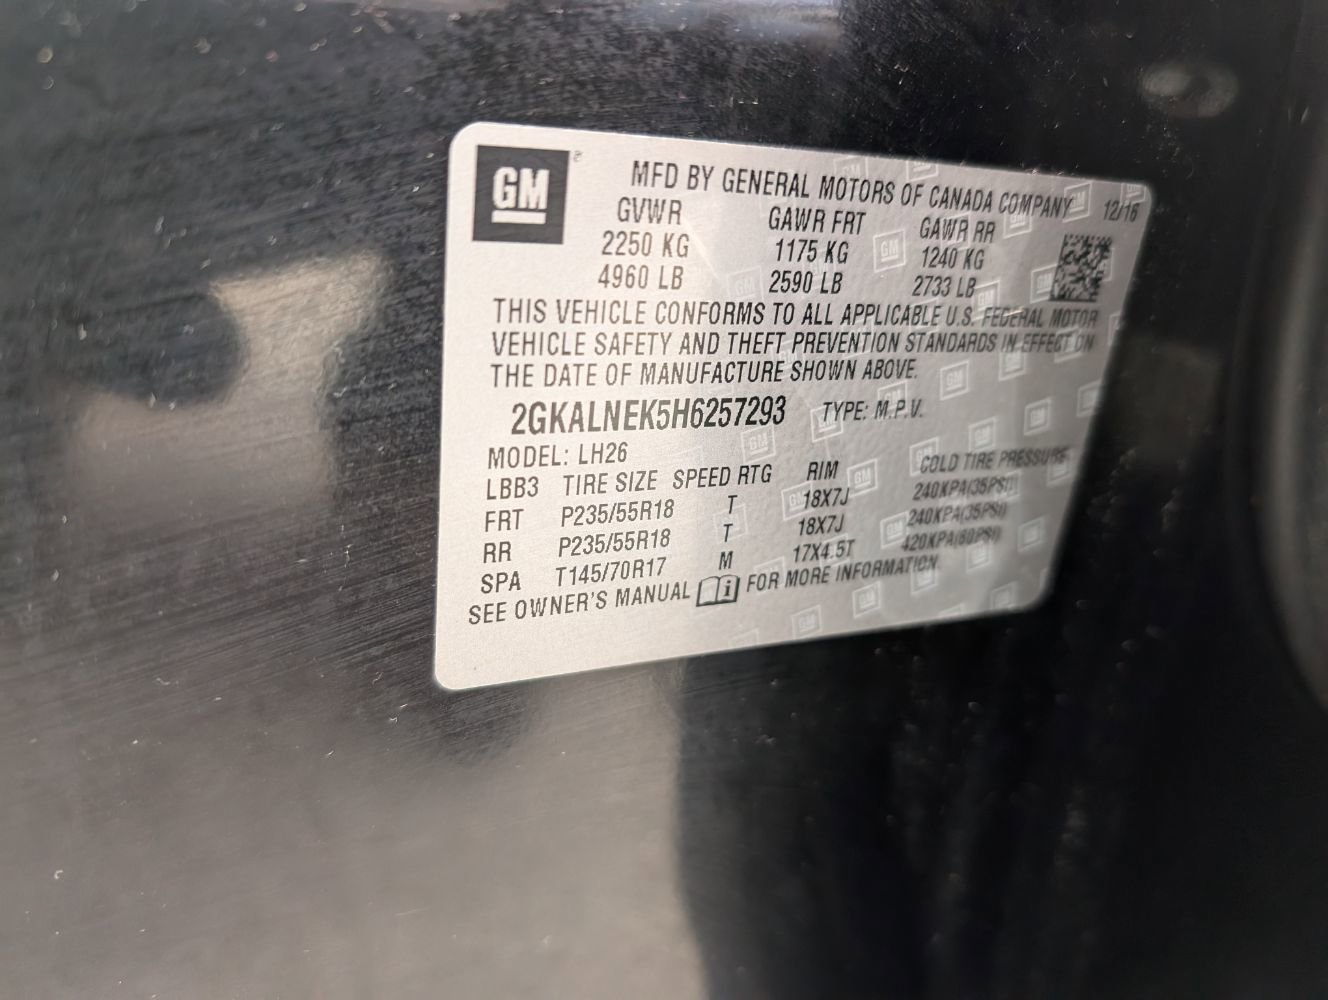 GM
MFD BY GENERAL MOTORS OF CANADA COMPANY 12/16
GVWR GAWR FRT GAWR RR
2250 KG 1175 KG 1240 KG
4960 LB 2590 LB 2733 LB
THIS VEHICLE CONFORMS TO ALL APPLICABLE U.S. FEDERAL MOTOR
VEHICLE SAFETY AND THEFT PREVENTION STANDARDS IN EFFECT ON
THE DATE OF MANUFACTURE SHOWN ABOVE.
2GKALNEK5H6257293 TYPE: M.P.V.
MODEL: LH26
LBB3 TIRE SIZE SPEED RTG RIM COLD TIRE PRESSURE
FRT P235/55R18 T 18X7J 240KPA(35PSI)
RR P235/55R18 T 18X7J 240KPA(35PSI)
SPA T145/70R17 M 17X4.5T 420KPA(60PSI)
SEE OWNER'S MANUAL i FOR MORE INFORMATION.